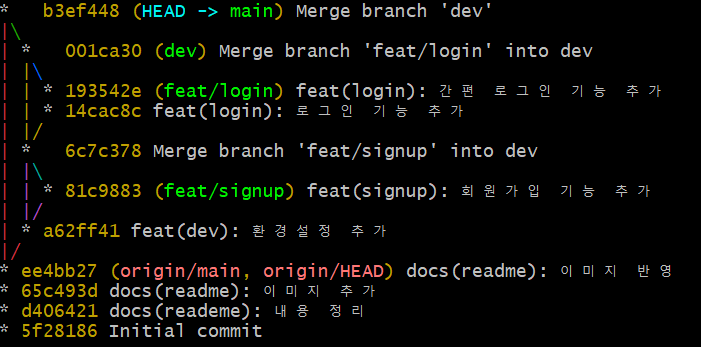 * b3ef448 (HEAD -> main) Merge branch 'dev'
|\
| * 001ca30 (dev) Merge branch 'feat/login' into dev
| |\
| | * 193542e (feat/login) feat(login): 간편 로그인 기능 추가
| | * 14cac8c feat(login): 로그인 기능 추가
| |/
| * 6c7c378 Merge branch 'feat/signup' into dev
| |\
| | * 81c9883 (feat/signup) feat(signup): 회원가입 기능 추가
| |/
| * a62ff41 feat(dev): 환경설정 추가
|/
* ee4bb27 (origin/main, origin/HEAD) docs(readme): 이미지 반영
* 65c493d docs(readme): 이미지 추가
* d406421 docs(reademe): 내용 정리
* 5f28186 Initial commit